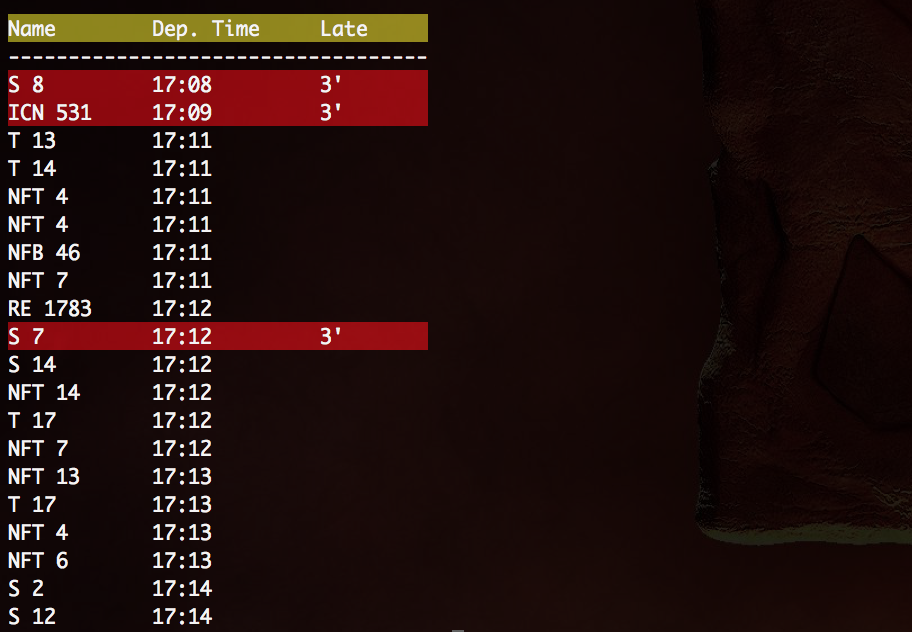 Name Dep. Time Late
-----------------------------------
S 8 17:08 3'
ICN 531 17:09 3'
T 13 17:11
T 14 17:11
NFT 4 17:11
NFT 4 17:11
NFB 46 17:11
NFT 7 17:11
RE 1783 17:12
S 7 17:12 3'
S 14 17:12
NFT 14 17:12
T 17 17:12
NFT 7 17:12
NFT 13 17:13
T 17 17:13
NFT 4 17:13
NFT 6 17:13
S 2 17:14
S 12 17:14